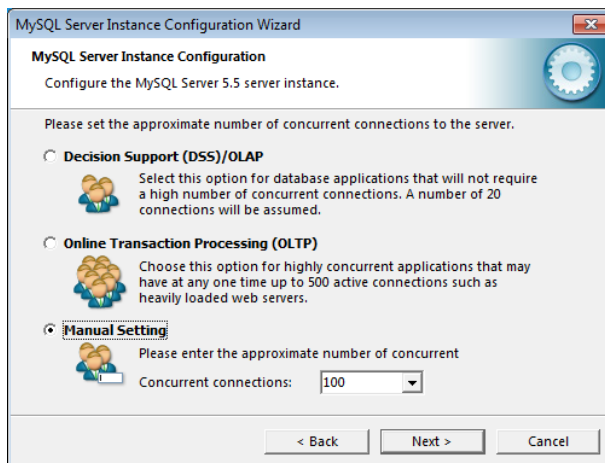 MySQL Server Instance Configuration Wizard
MySQL Server Instance Configuration
Configure the MySQL Server 5.5 server instance.
Please set the approximate number of concurrent connections to the server.
Decision Support (DSS)/OLAP
Select this option for database applications that will not require
a high number of concurrent connections. A number of 20
connections will be assumed.
Online Transaction Processing (OLTP)
Choose this option for highly concurrent applications that may
have at any one time up to 500 active connections such as
heavily loaded web servers.
Manual Setting
Please enter the approximate number of concurrent
Concurrent connections: 100
< Back Next > Cancel